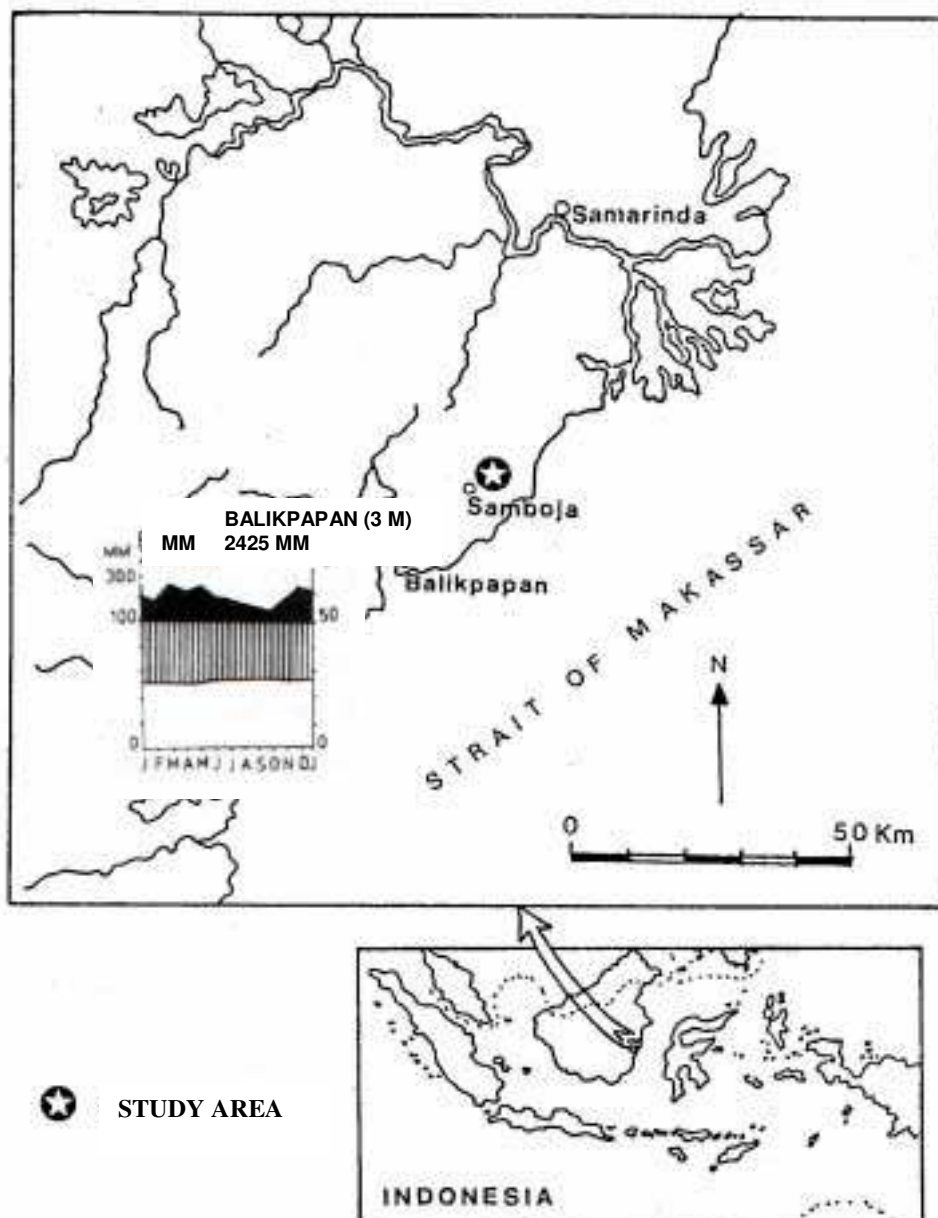 Samarinda
Samboja
BALIKPAPAN (3 M)
MM 2425 MM
MM
300
100 50
0 0
J F M A M J J A S O N D J
Balikpapan
STRAIT OF MAKASSAR
N
0 50 Km
STUDY AREA
INDONESIA